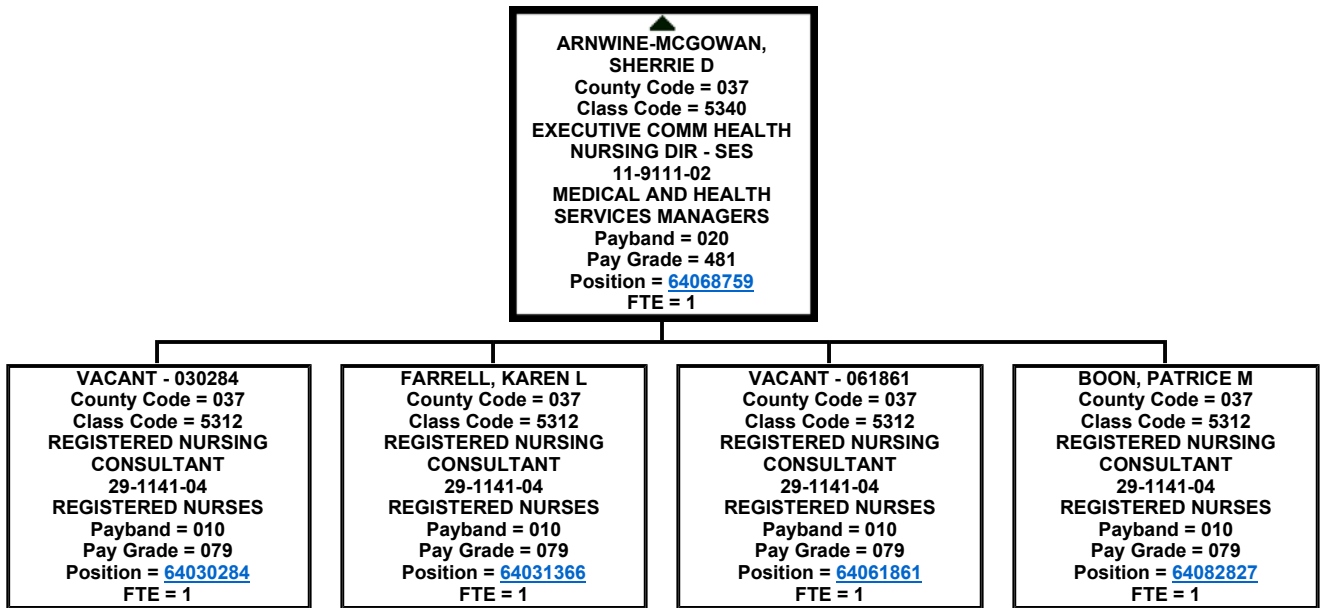 ARNWINE-MCGOWAN,
SHERRIE D
County Code = 037
Class Code = 5340
EXECUTIVE COMM HEALTH
NURSING DIR - SES
11-9111-02
MEDICAL AND HEALTH
SERVICES MANAGERS
Payband = 020
Pay Grade = 481
Position = 64068759
FTE = 1
VACANT - 030284
County Code = 037
Class Code = 5312
REGISTERED NURSING
CONSULTANT
29-1141-04
REGISTERED NURSES
Payband = 010
Pay Grade = 079
Position = 64030284
FTE = 1
FARRELL, KAREN L
County Code = 037
Class Code = 5312
REGISTERED NURSING
CONSULTANT
29-1141-04
REGISTERED NURSES
Payband = 010
Pay Grade = 079
Position = 64031366
FTE = 1
VACANT - 061861
County Code = 037
Class Code = 5312
REGISTERED NURSING
CONSULTANT
29-1141-04
REGISTERED NURSES
Payband = 010
Pay Grade = 079
Position = 64061861
FTE = 1
BOON, PATRICE M
County Code = 037
Class Code = 5312
REGISTERED NURSING
CONSULTANT
29-1141-04
REGISTERED NURSES
Payband = 010
Pay Grade = 079
Position = 64082827
FTE = 1